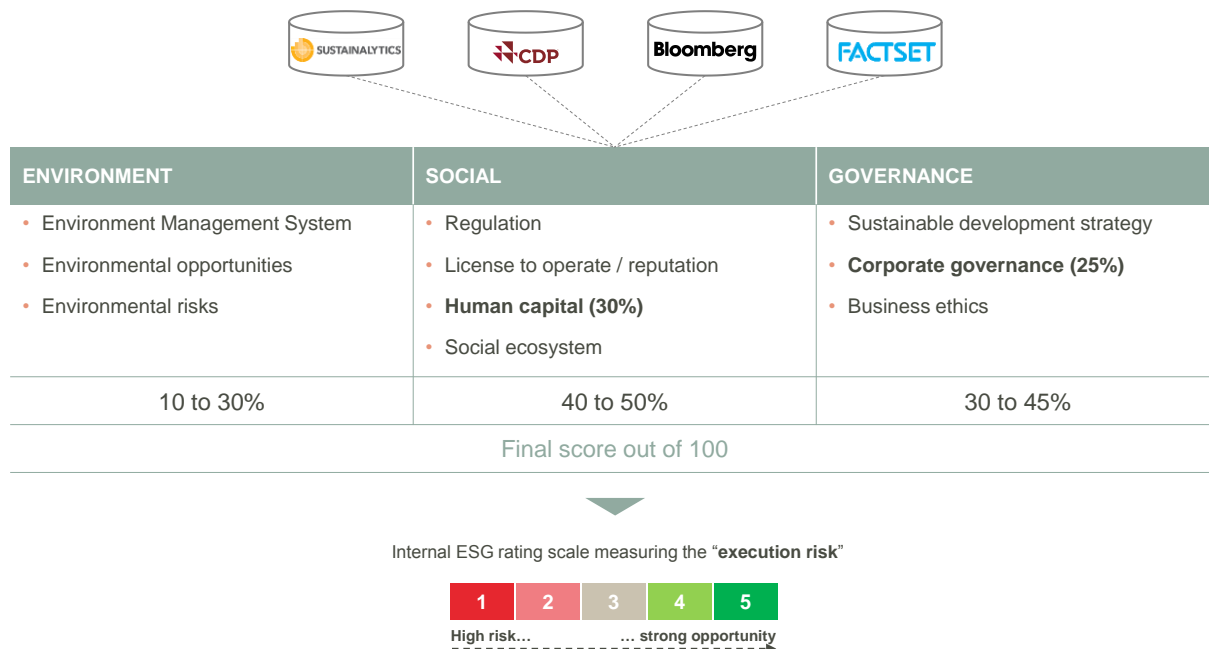 SUSTAINALYTICS
CDP
Bloomberg
FACTSET
ENVIRONMENT
SOCIAL
GOVERNANCE
• Environment Management System
• Environmental opportunities
• Environmental risks
• Regulation
• License to operate / reputation
• Human capital (30%)
• Social ecosystem
• Sustainable development strategy
• Corporate governance (25%)
• Business ethics
10 to 30%
40 to 50%
30 to 45%
Final score out of 100
Internal ESG rating scale measuring the “execution risk”
1 2 3 4 5
High risk… … strong opportunity